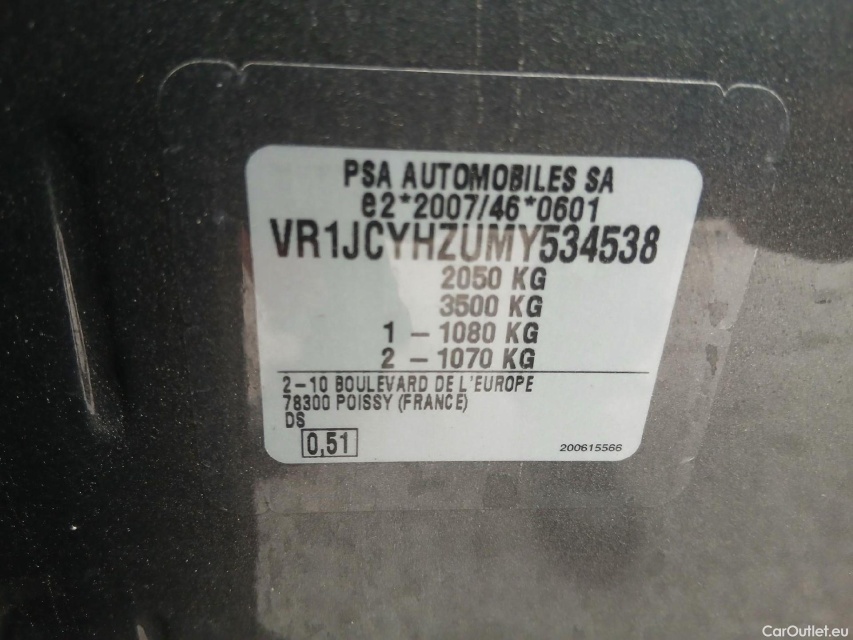 PSA AUTOMOBILES SA
e2*2007/46*0601
VR1JCYHZUMY534538
2050 KG
3500 KG
1 – 1080 KG
2 – 1070 KG
2–10 BOULEVARD DE L'EUROPE
78300 POISSY (FRANCE)
DS
0,51
200615566
CarOutlet.eu